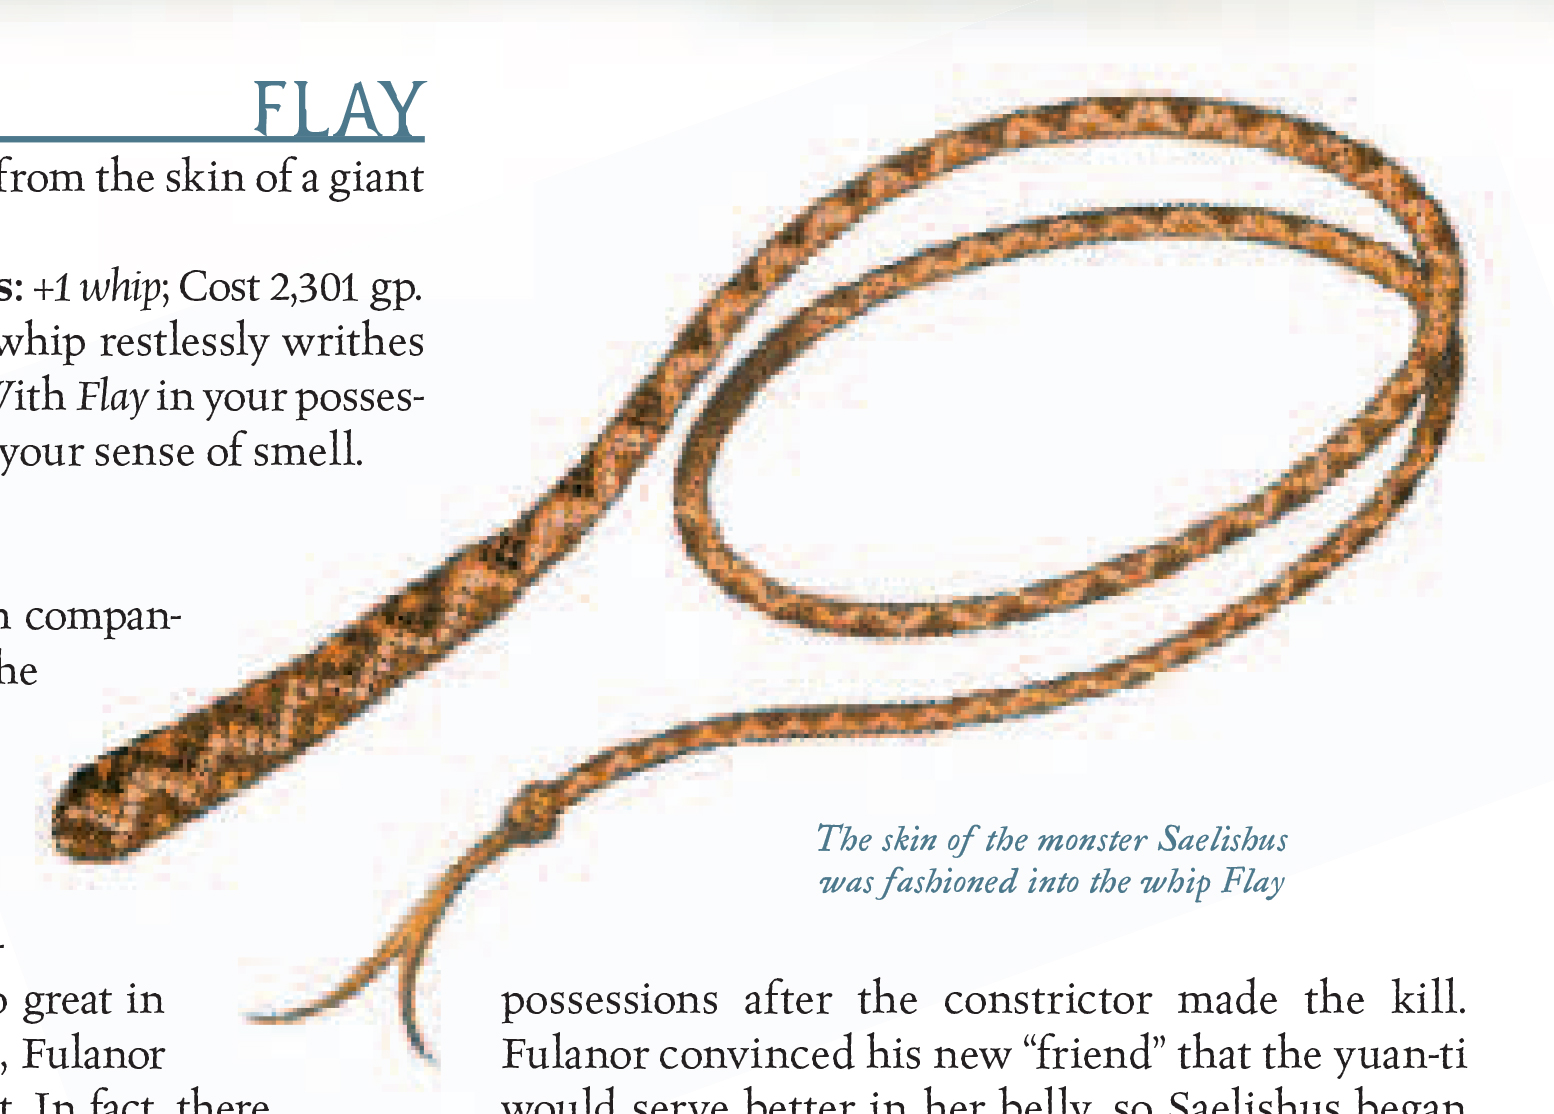 FLAY
from the skin of a giant
s: +1 whip; Cost 2,301 gp.
whip restlessly writhes
With Flay in your posses-
your sense of smell.
compan-
The skin of the monster Saelishus
was fashioned into the whip Flay
great in
, Fulanor
t. In fact, there
possessions after the constrictor made the kill.
Fulanor convinced his new “friend” that the yuan-ti
would serve better in her belly, so Saelishus began